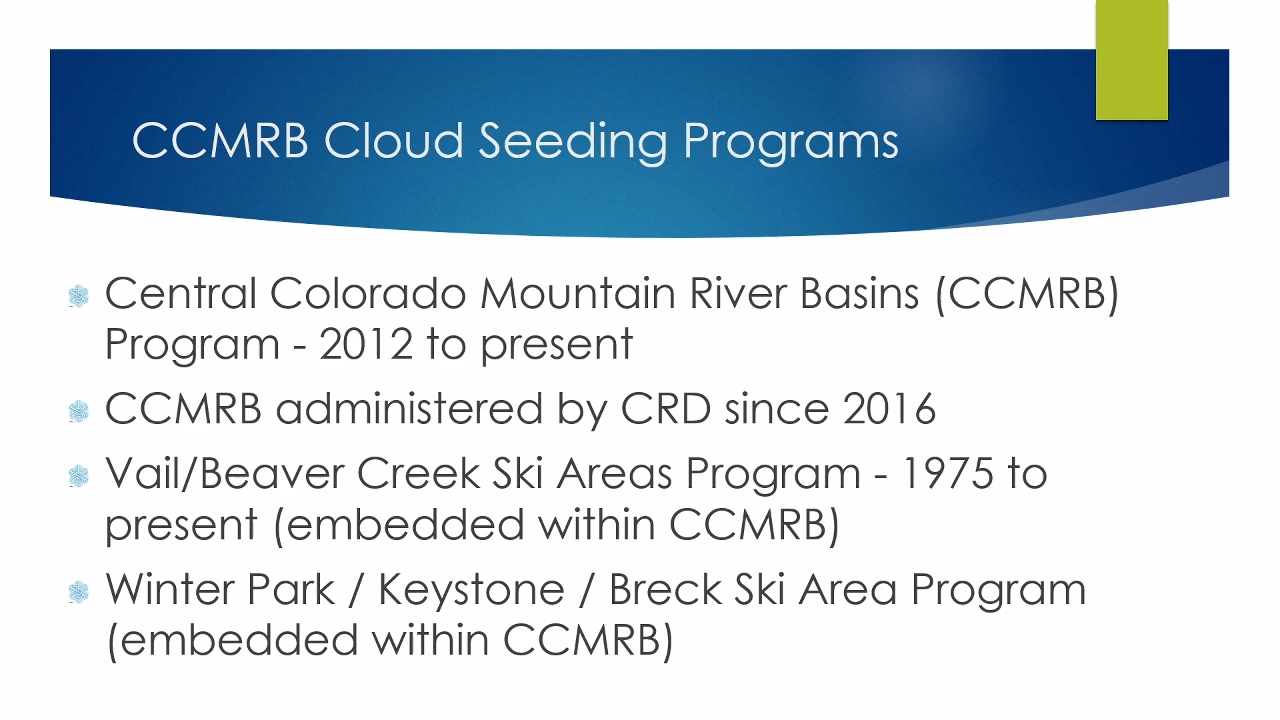 CCMRB Cloud Seeding Programs
Central Colorado Mountain River Basins (CCMRB)
Program - 2012 to present
CCMRB administered by CRD since 2016
Vail/Beaver Creek Ski Areas Program - 1975 to
present (embedded within CCMRB)
Winter Park / Keystone / Breck Ski Area Program
(embedded within CCMRB)